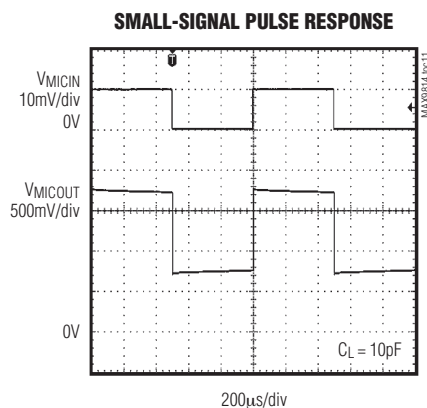 SMALL-SIGNAL PULSE RESPONSE
MAX9814 toc11
VMICIN
10mV/div
0V
VMICOUT
500mV/div
0V
CL = 10pF
200µs/div
T